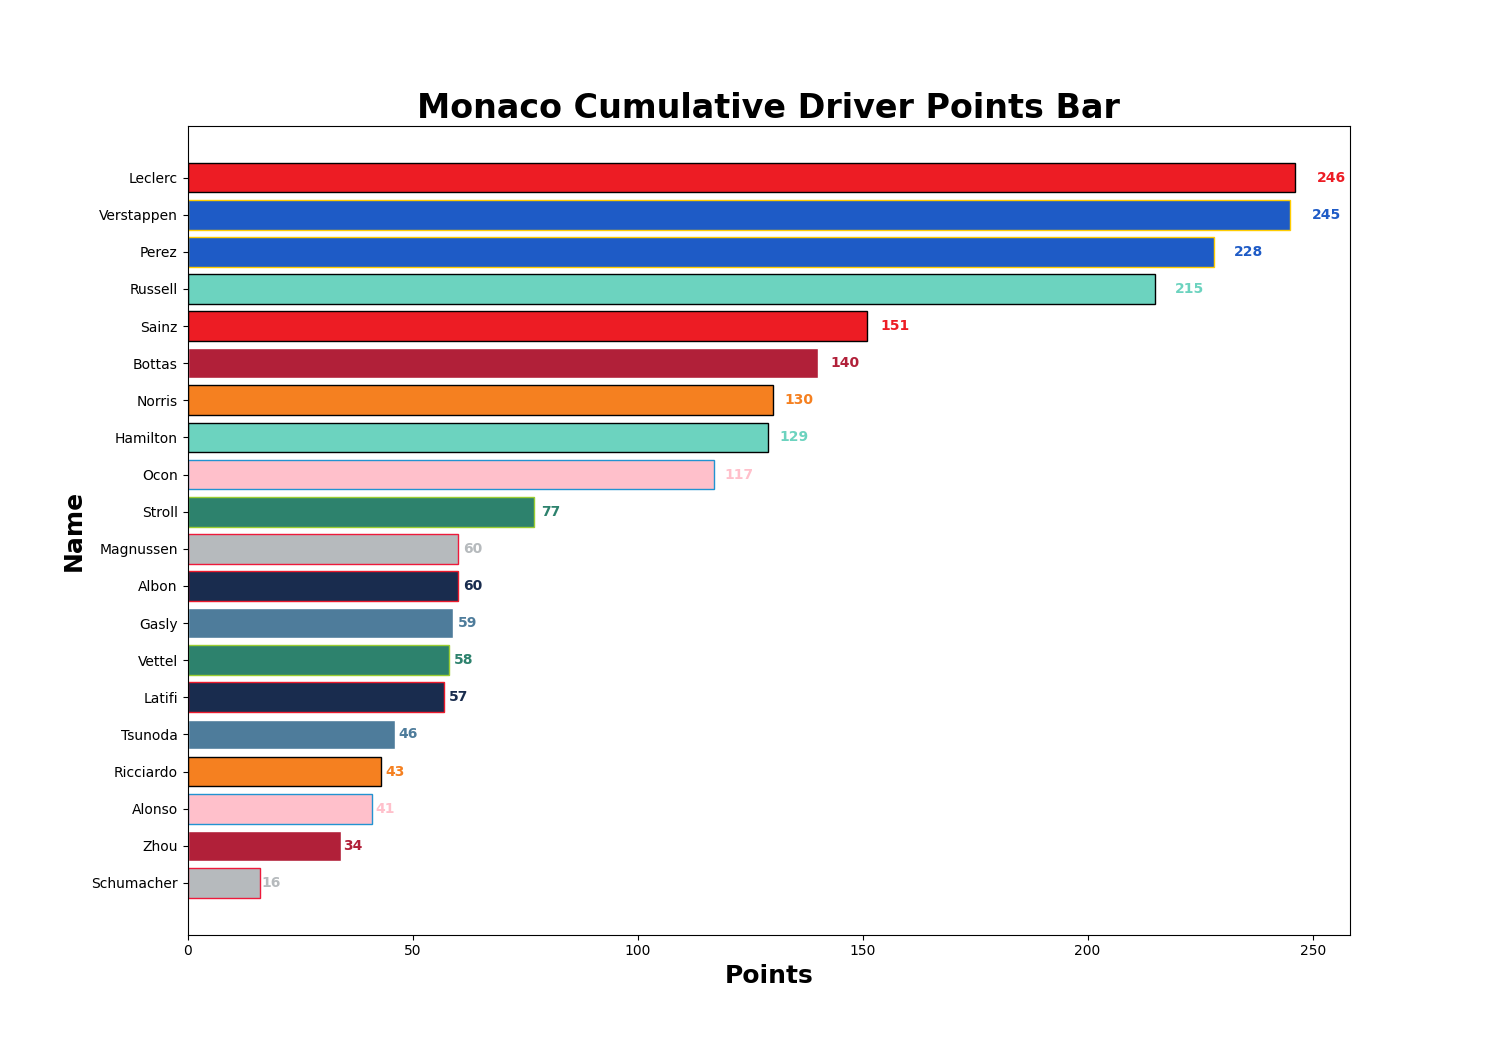 Monaco Cumulative Driver Points Bar
Leclerc 246
Verstappen 245
Perez 228
Russell 215
Sainz 151
Bottas 140
Norris 130
Hamilton 129
Ocon 117
Stroll 77
Magnussen 60
Albon 60
Gasly 59
Vettel 58
Latifi 57
Tsunoda 46
Ricciardo 43
Alonso 41
Zhou 34
Schumacher 16
Name
0 50 100 150 200 250
Points